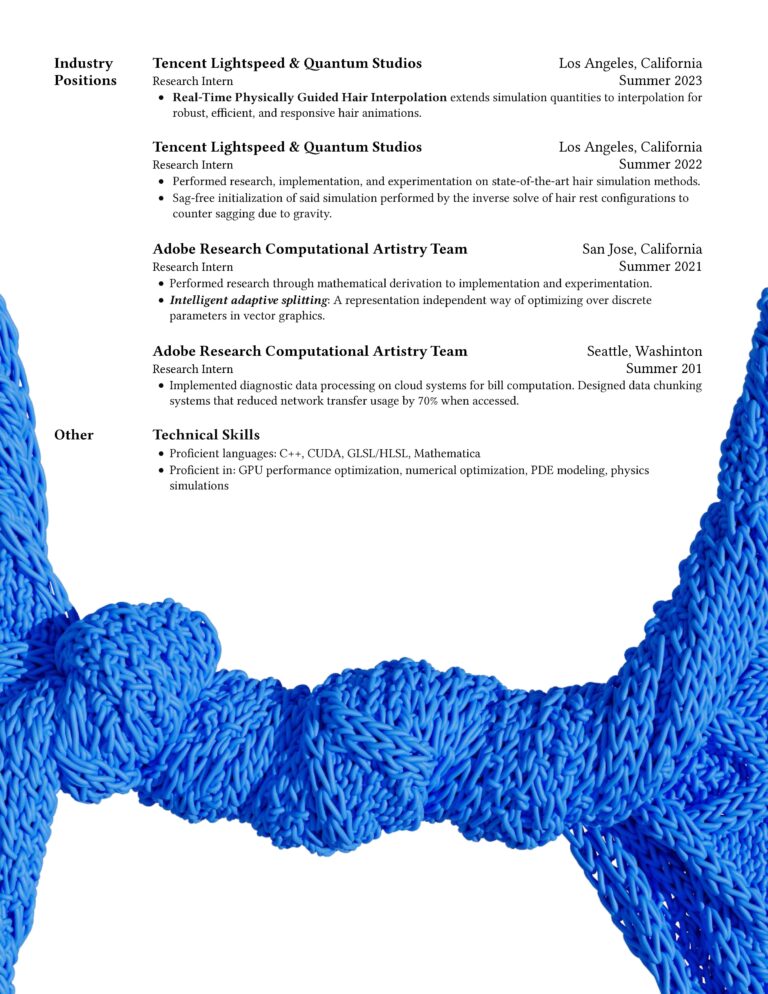 Industry Positions
Tencent Lightspeed & Quantum Studios Los Angeles, California
Research Intern Summer 2023
• Real-Time Physically Guided Hair Interpolation extends simulation quantities to interpolation for
robust, efficient, and responsive hair animations.
Tencent Lightspeed & Quantum Studios Los Angeles, California
Research Intern Summer 2022
• Performed research, implementation, and experimentation on state-of-the-art hair simulation methods.
• Sag-free initialization of said simulation performed by the inverse solve of hair rest configurations to
counter sagging due to gravity.
Adobe Research Computational Artistry Team San Jose, California
Research Intern Summer 2021
• Performed research through mathematical derivation to implementation and experimentation.
• Intelligent adaptive splitting: A representation independent way of optimizing over discrete
parameters in vector graphics.
Adobe Research Computational Artistry Team Seattle, Washinton
Research Intern Summer 201
• Implemented diagnostic data processing on cloud systems for bill computation. Designed data chunking
systems that reduced network transfer usage by 70% when accessed.
Other Technical Skills
• Proficient languages: C++, CUDA, GLSL/HLSL, Mathematica
• Proficient in: GPU performance optimization, numerical optimization, PDE modeling, physics
simulations